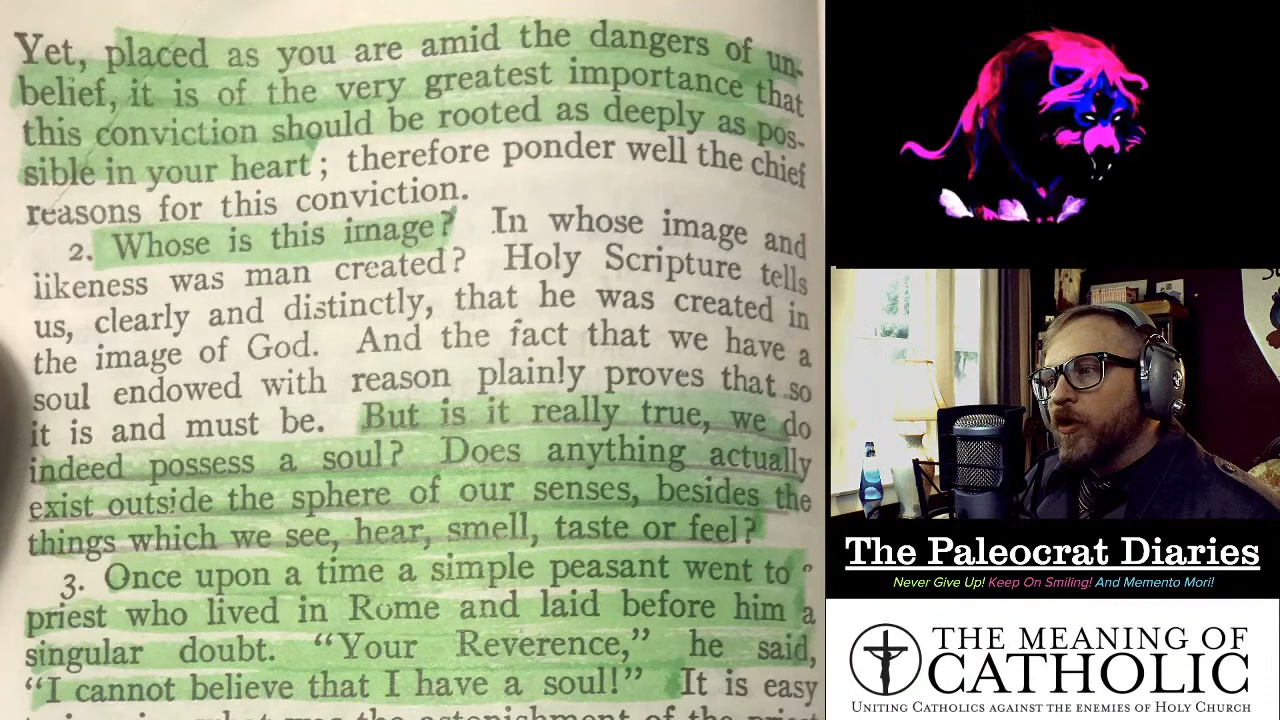 Yet, placed as you are amid the dangers of un-
belief, it is of the very greatest importance that
this conviction should be rooted as deeply as pos-
sible in your heart; therefore ponder well the chief
reasons for this conviction.
2. Whose is this image? In whose image and
likeness was man created? Holy Scripture tells
us, clearly and distinctly, that he was created in
the image of God. And the fact that we have a
soul endowed with reason plainly proves that so
it is and must be. But is it really true, we do
indeed possess a soul? Does anything actually
exist outside the sphere of our senses, besides the
things which we see, hear, smell, taste or feel?
3. Once upon a time a simple peasant went to
priest who lived in Rome and laid before him a
singular doubt. “Your Reverence,” he said,
“I cannot believe that I have a soul!” It is easy
what was the astonishment of the priest
The Paleocrat Diaries
Never Give Up! Keep On Smiling! And Memento Mori!
THE MEANING OF
CATHOLIC
UNITING CATHOLICS AGAINST THE ENEMIES OF HOLY CHURCH